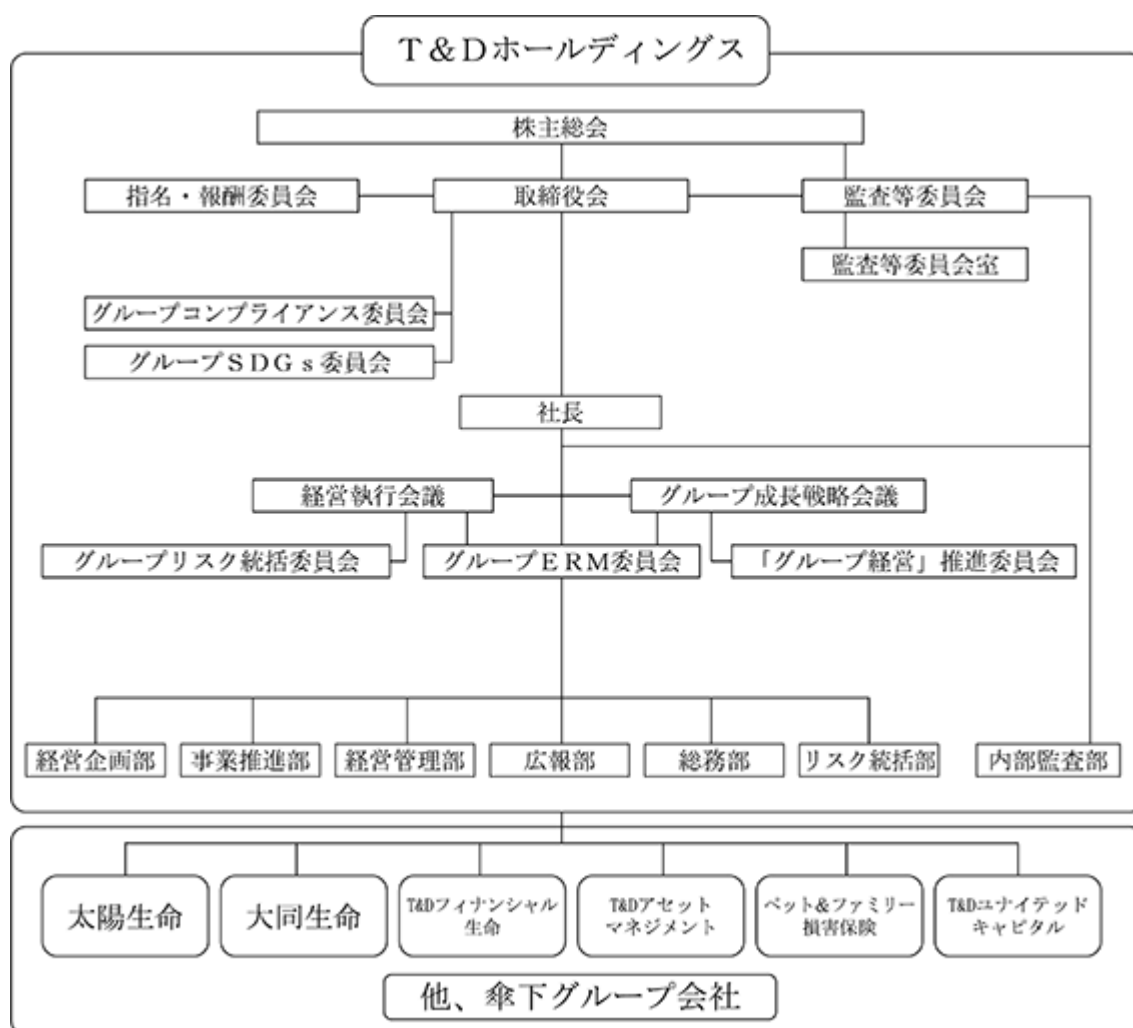 T&Dホールディングス
株主総会
指名・報酬委員会
取締役会
監査等委員会
監査等委員会室
グループコンプライアンス委員会
グループSDGs委員会
社長
経営執行会議
グループ成長戦略会議
グループリスク統括委員会
グループERM委員会
「グループ経営」推進委員会
経営企画部
事業推進部
経営管理部
広報部
総務部
リスク統括部
内部監査部
太陽生命
大同生命
T&Dフィナンシャル
生命
T&Dアセット
マネジメント
ペット&ファミリー
損害保険
T&Dユナイテッド
キャピタル
他、傘下グループ会社